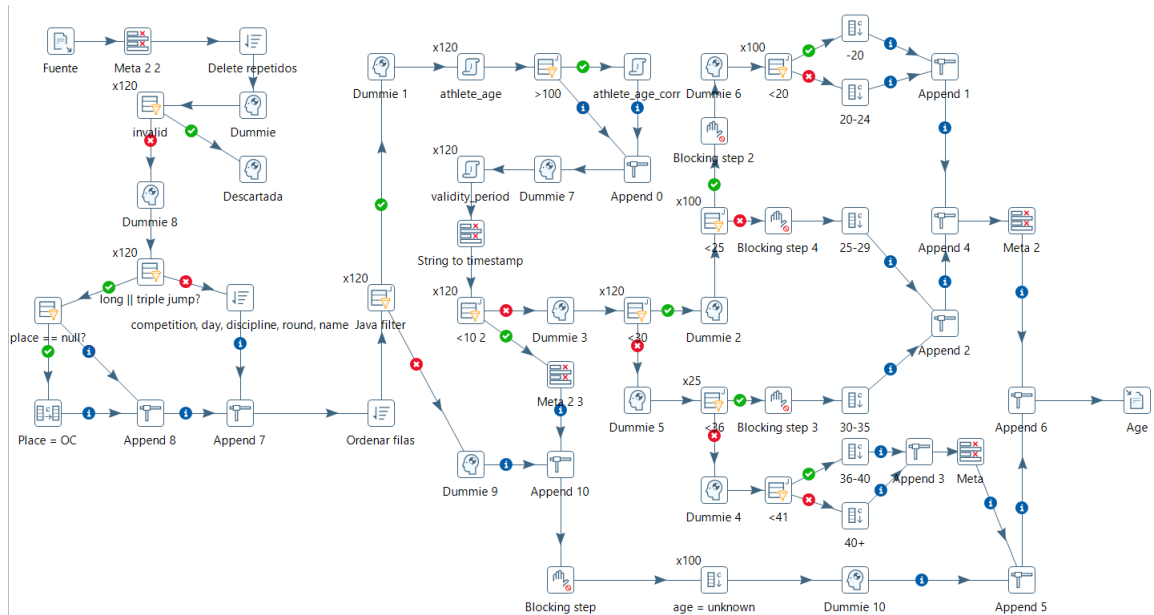 Fuente
Meta 2 2
Delete repetidos
x120
invalid
Dummie
Descartada
Dummie 8
x120
long || triple jump?
place == null?
competition, day, discipline, round, name
Place = OC
Append 8
Append 7
Ordenar filas
x120
Java filter
Dummie 1
x120
athlete_age
x120
>100
athlete_age_corr
x120
validity_period
Dummie 7
Append 0
String to timestamp
x120
<10 2
Dummie 3
x120
<30
Dummie 2
Meta 2 3
Dummie 9
Append 10
Blocking step
Dummie 5
x25
<36
Blocking step 3
30-35
x100
<25
Blocking step 4
25-29
Blocking step 2
Dummie 6
x100
<20
-20
20-24
Append 1
Append 4
Meta 2
Append 2
Dummie 4
<41
36-40
40+
Append 3
Meta
Append 6
Age
x100
age = unknown
Dummie 10
Append 5